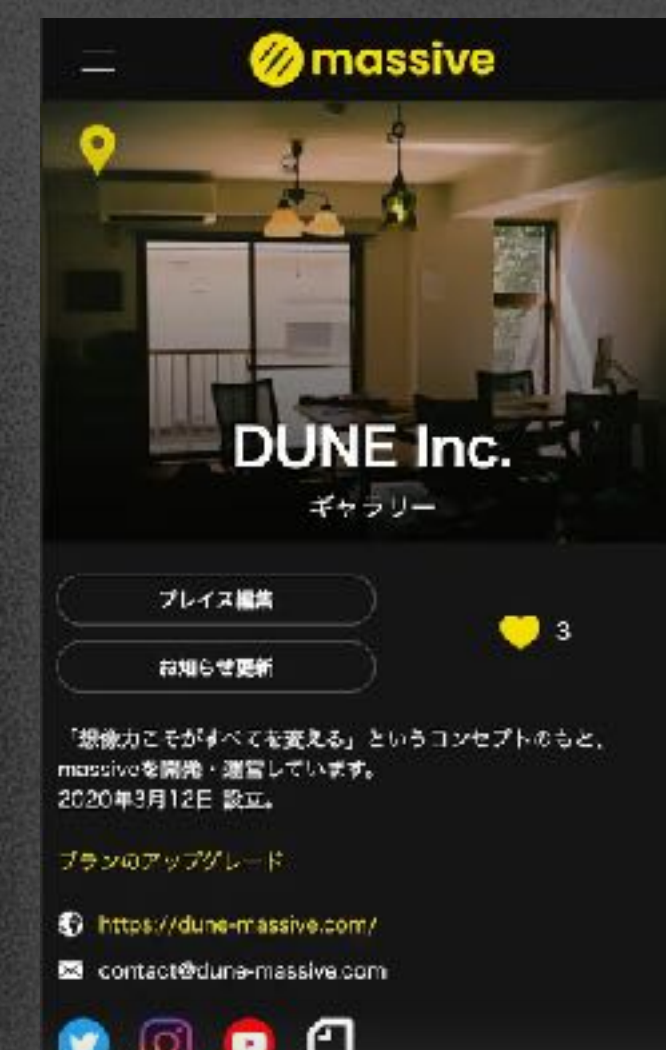 massive
DUNE Inc.
ギャラリー
プレイス編集
お知らせ更新
3
「想像力こそがすべてを変える」というコンセプトのもと、
massiveを開発・運営しています。
2020年3月12日 設立。
プランのアップグレード
https://dune-massive.com/
contact@dune-massive.com